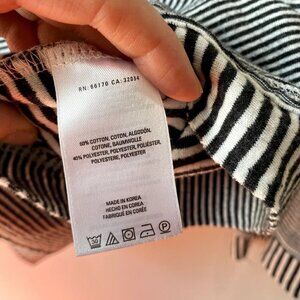 RN: 66170 CA: 32054
60% COTTON, COTON, ALGODÓN,
COTONE, BAUMWOLLE
40% POLYESTER, POLYESTER, POLIÉSTER,
POLIESTERE, POLYESTER
MADE IN KOREA
HECHO EN COREA
FABRIQUÉ EN CORÉE